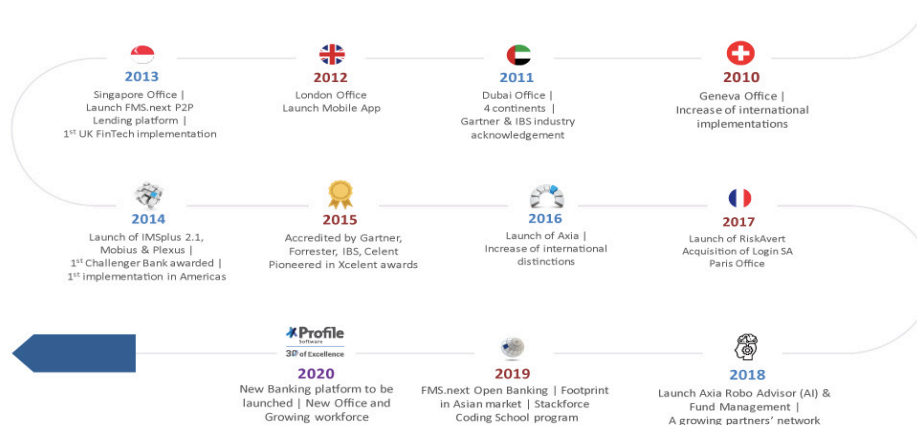 2013
Singapore Office |
Launch FMS.next P2P
Lending platform |
1st UK FinTech implementation
2012
London Office
Launch Mobile App
2011
Dubai Office |
4 continents |
Gartner & IBS industry
acknowledgement
2010
Geneva Office |
Increase of international
implementations
2014
Launch of IMSplus 2.1,
Mobius & Plexus |
1st Challenger Bank awarded |
1st implementation in Americas
2015
Accredited by Gartner,
Forrester, IBS, Celent
Pioneered in Xcelent awards
2016
Launch of Axia |
Increase of international
distinctions
2017
Launch of RiskAvert
Acquisition of Login SA
Paris Office
Profile
Software
of Excellence
2020
New Banking platform to be
launched | New Office and
Growing workforce
2019
FMS.next Open Banking | Footprint
in Asian market | Stackforce
Coding School program
2018
Launch Axia Robo Advisor (AI) &
Fund Management |
A growing partners' network